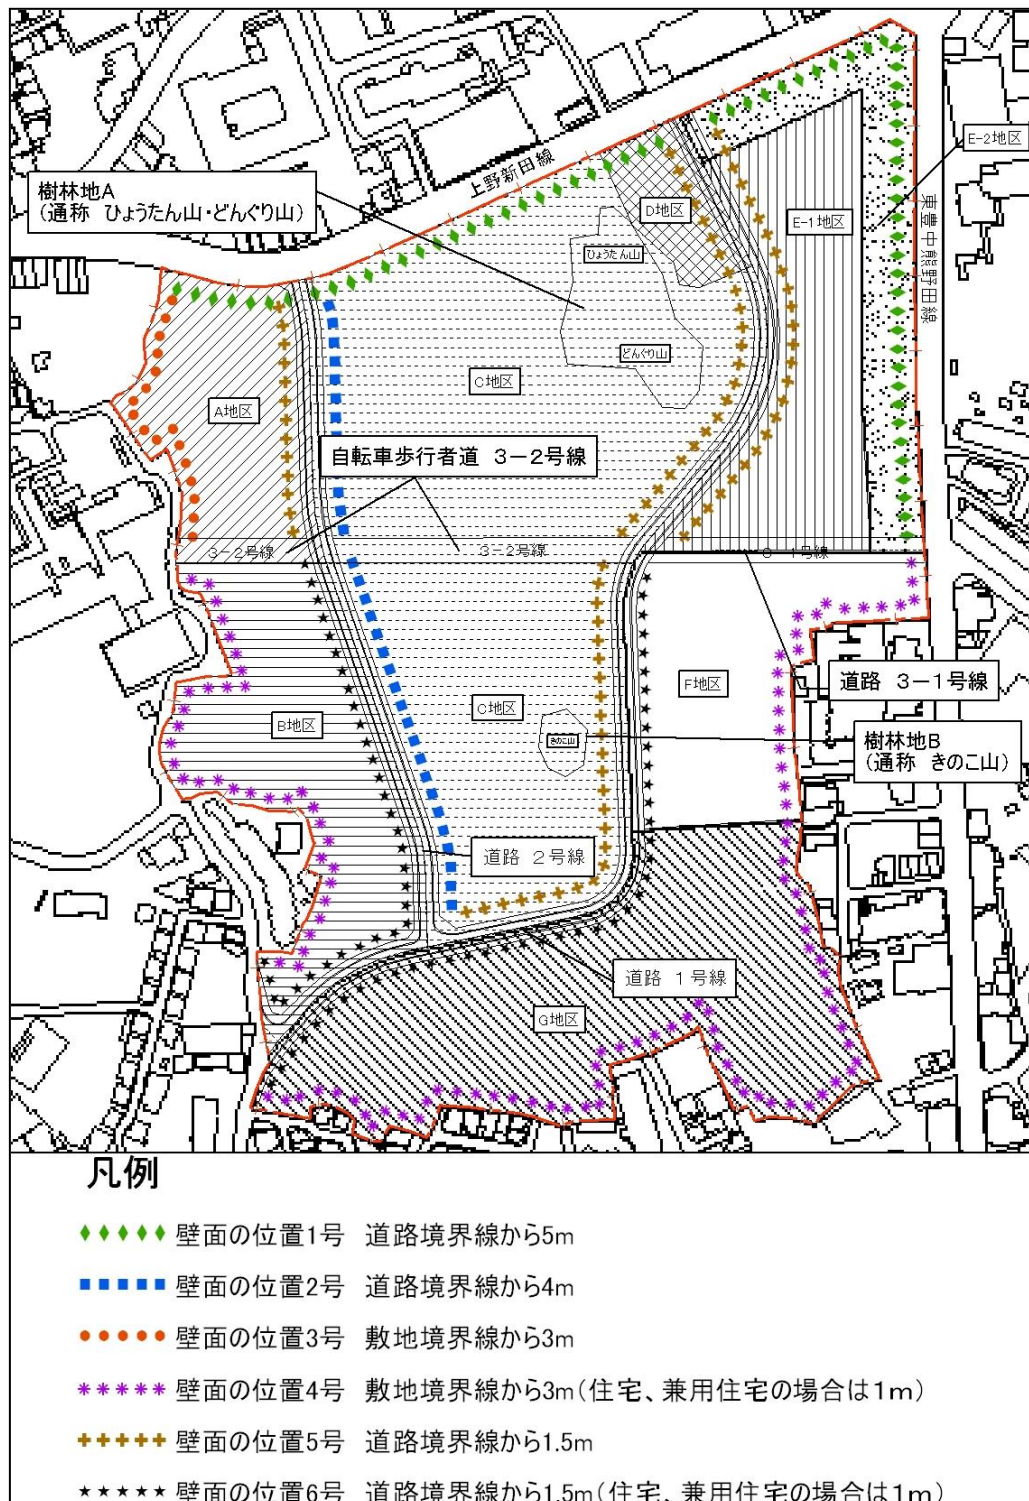 上野新田線
E-2地区
樹林地A
(通称 ひょうたん山・どんぐり山)
D地区
E-1地区
東豊中熊野田線
ひょうたん山
どんぐり山
C地区
A地区
自転車歩行者道 3-2号線
3-2号線
3-2号線
道路 3-1号線
F地区
C地区
B地区
きのこ山
樹林地B
(通称 きのこ山)
道路 2号線
道路 1号線
G地区
凡例
壁面の位置1号 道路境界線から5m
壁面の位置2号 道路境界線から4m
壁面の位置3号 敷地境界線から3m
壁面の位置4号 敷地境界線から3m(住宅、兼用住宅の場合は1m)
壁面の位置5号 道路境界線から1.5m
壁面の位置6号 道路境界線から1.5m(住宅、兼用住宅の場合は1m)